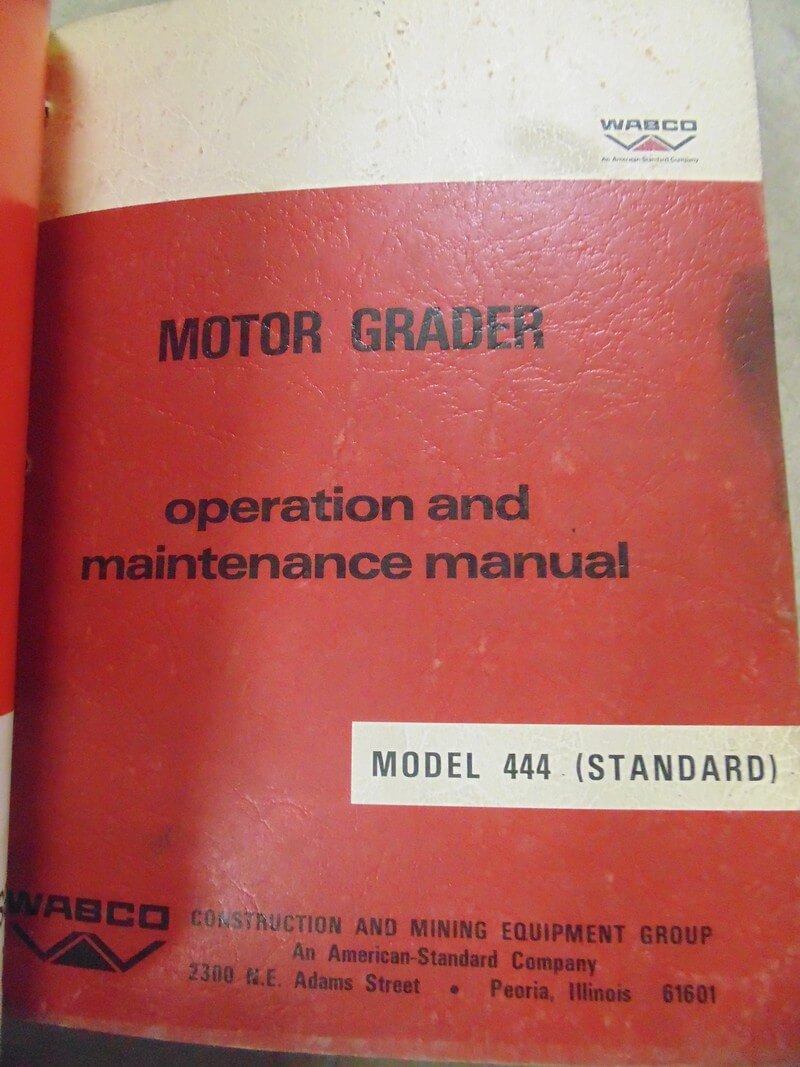 WABCO
An American-Standard Company
MOTOR GRADER
operation and
maintenance manual
MODEL 444 (STANDARD)
WABCO
CONSTRUCTION AND MINING EQUIPMENT GROUP
An American-Standard Company
2300 N.E. Adams Street • Peoria, Illinois 61601